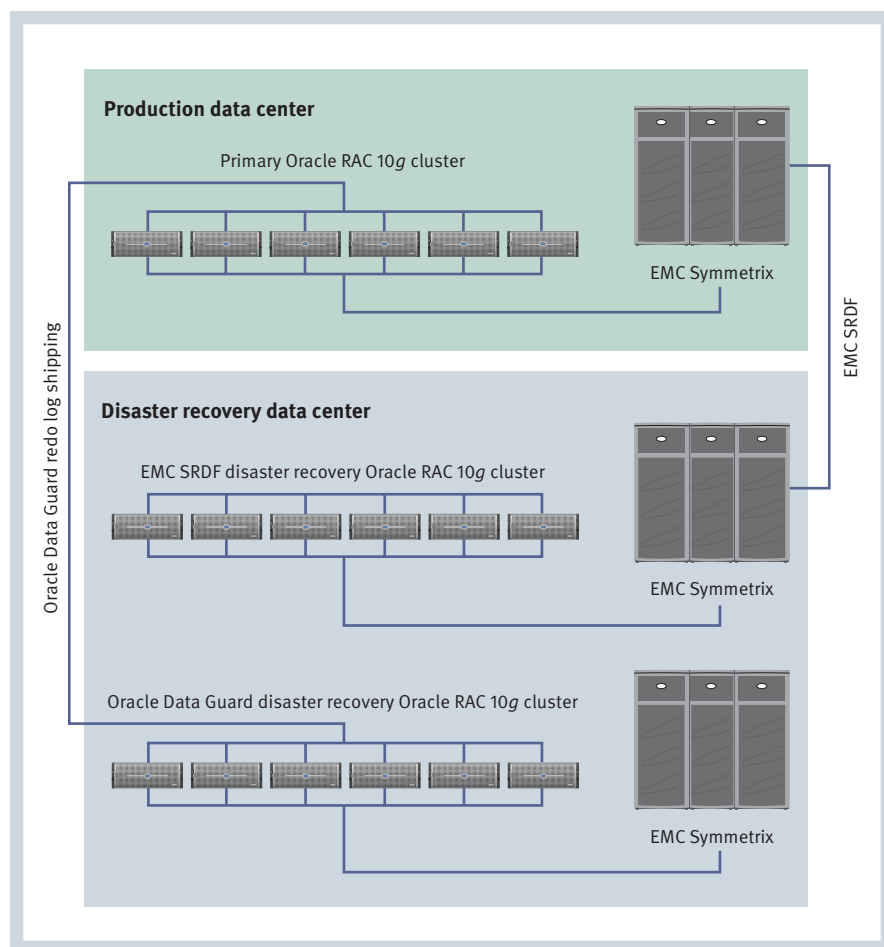 Production data center
Primary Oracle RAC 10g cluster
EMC Symmetrix
Oracle Data Guard redo log shipping
EMC SRDF
Disaster recovery data center
EMC SRDF disaster recovery Oracle RAC 10g cluster
EMC Symmetrix
Oracle Data Guard disaster recovery Oracle RAC 10g cluster
EMC Symmetrix